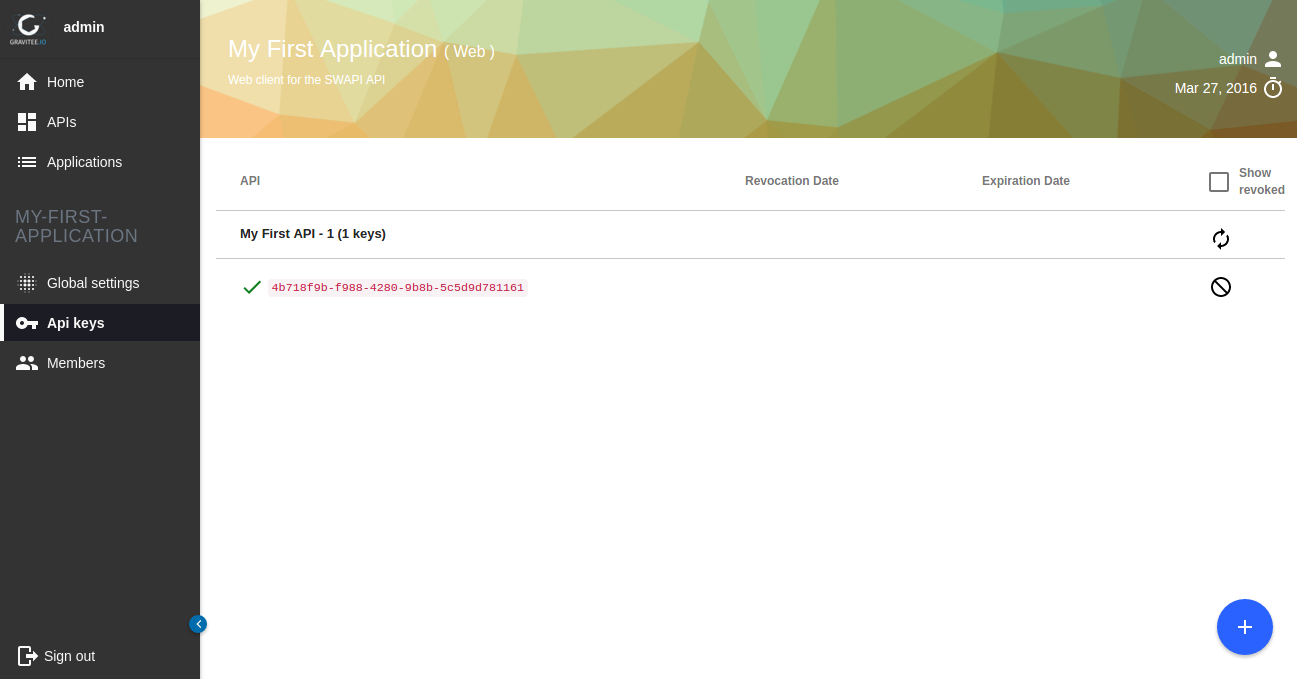 GRAVITEE.IO
admin
Home
APIs
Applications
MY-FIRST-
APPLICATION
Global settings
Api keys
Members
Sign out
My First Application ( Web )
Web client for the SWAPI API
admin
Mar 27, 2016
API Revocation Date Expiration Date Show
revoked
My First API - 1 (1 keys)
4b718f9b-f988-4280-9b8b-5c5d9d781161